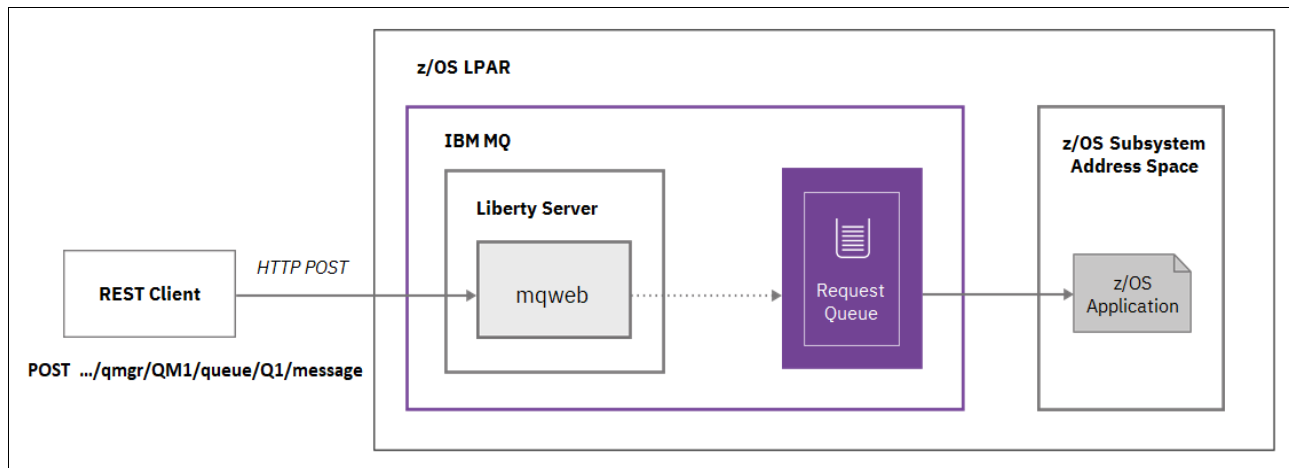 z/OS LPAR
IBM MQ
z/OS Subsystem
Address Space
Liberty Server
HTTP POST
REST Client
mqweb
Request
Queue
z/OS
Application
POST .../qmgr/QM1/queue/Q1/message